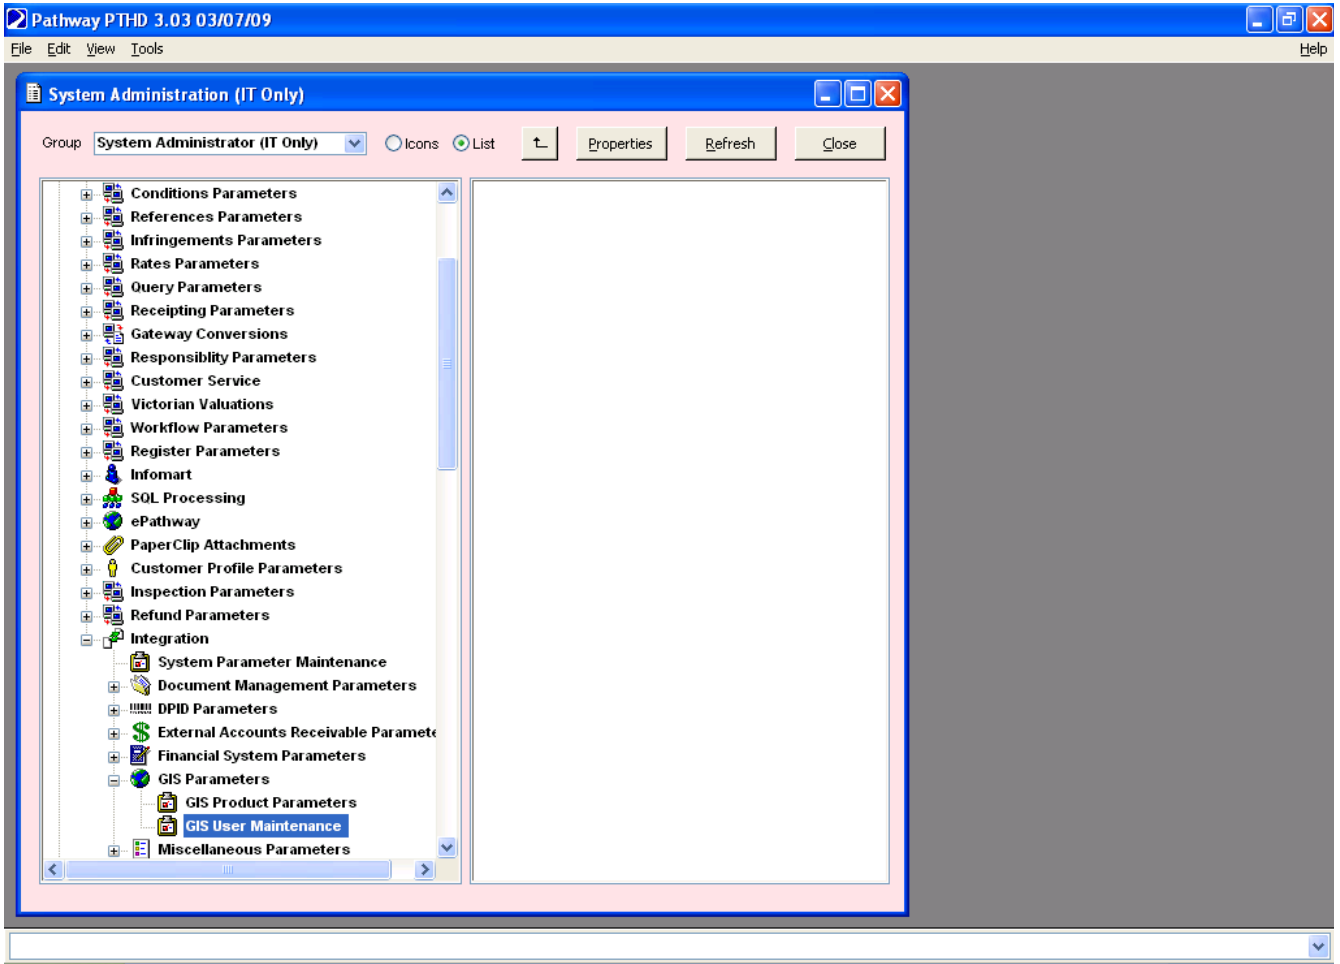 Pathway PTHD 3.03 03/07/09
File Edit View Tools Help
System Administration (IT Only)
Group System Administrator (IT Only) Icons List Properties Refresh Close
Conditions Parameters
References Parameters
Infringements Parameters
Rates Parameters
Query Parameters
Receipting Parameters
Gateway Conversions
Responsiblity Parameters
Customer Service
Victorian Valuations
Workflow Parameters
Register Parameters
Infomart
SQL Processing
ePathway
PaperClip Attachments
Customer Profile Parameters
Inspection Parameters
Refund Parameters
Integration
System Parameter Maintenance
Document Management Parameters
DPID Parameters
External Accounts Receivable Paramete
Financial System Parameters
GIS Parameters
GIS Product Parameters
GIS User Maintenance
Miscellaneous Parameters